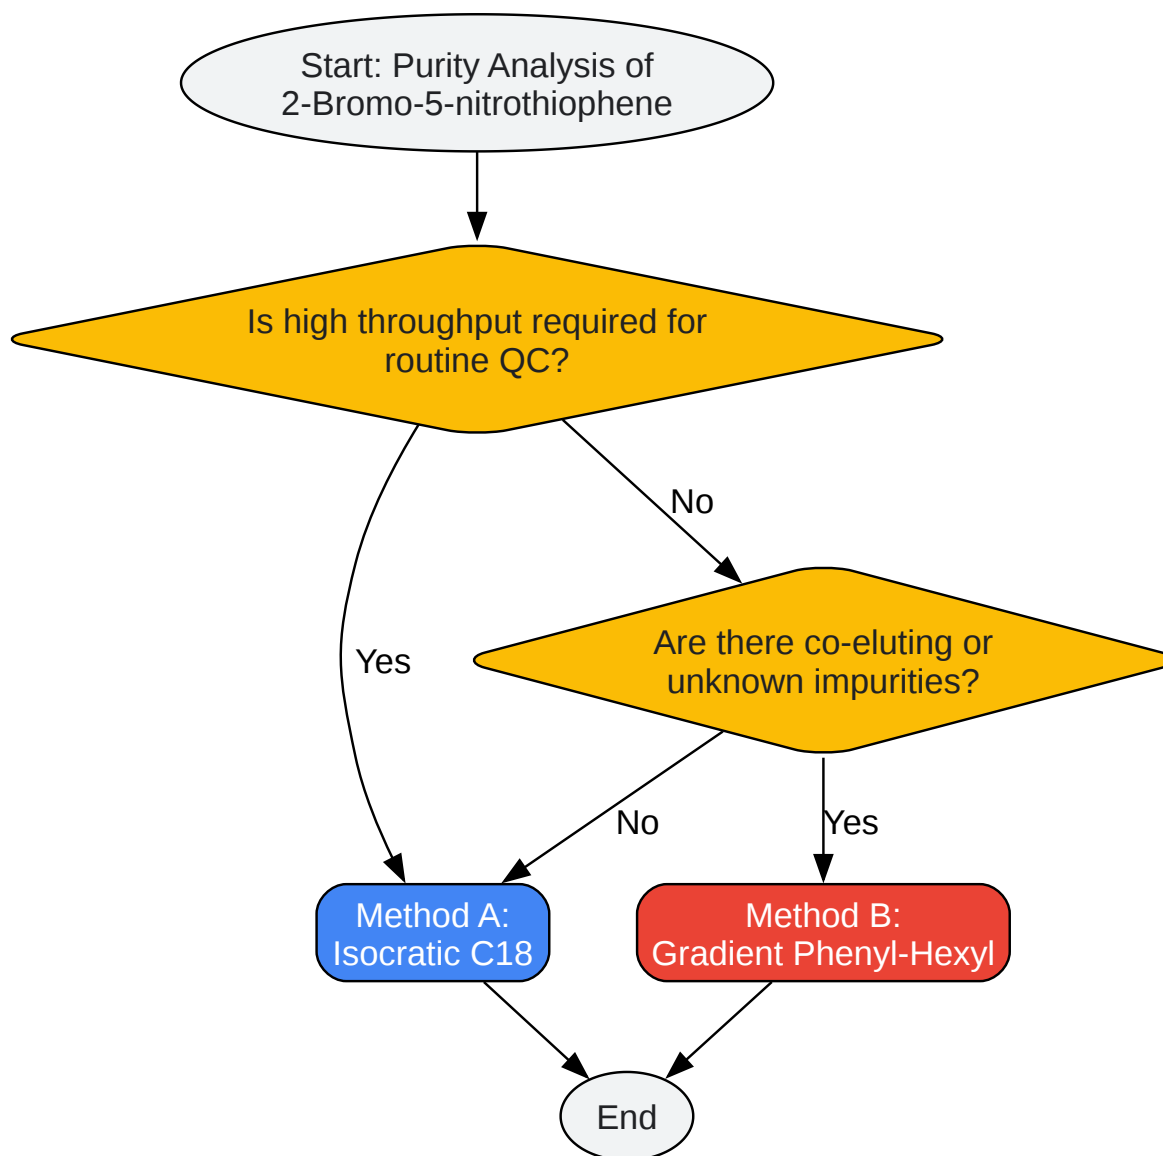 Start: Purity Analysis of
2-Bromo-5-nitrothiophene
Is high throughput required for
routine QC?
No
Are there co-eluting or
unknown impurities?
Yes
No
Yes
Method A:
Isocratic C18
Method B:
Gradient Phenyl-Hexyl
End